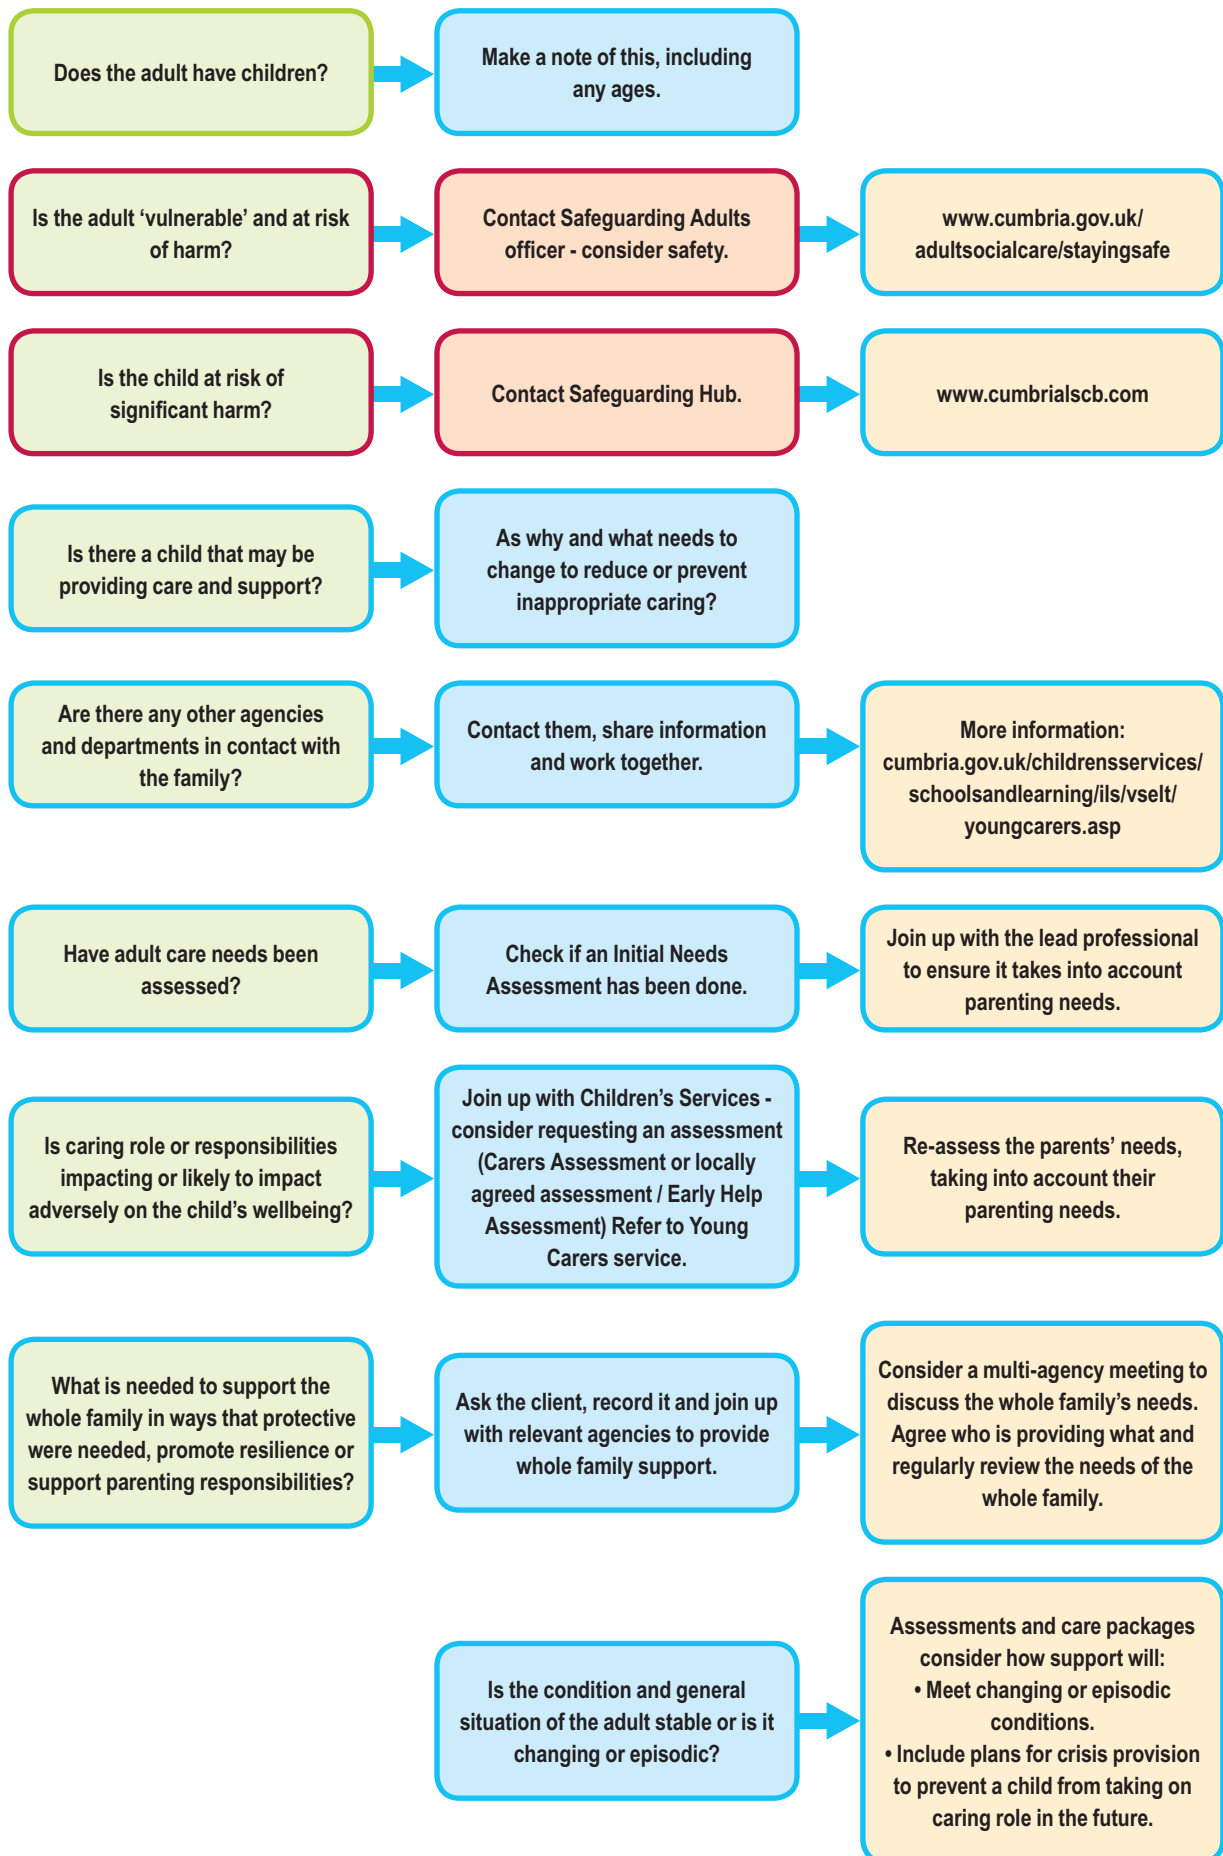 Does the adult have children?
Make a note of this, including
any ages.
Is the adult ‘vulnerable’ and at risk
of harm?
Contact Safeguarding Adults
officer - consider safety.
www.cumbria.gov.uk/
adultsocialcare/stayingsafe
Is the child at risk of
significant harm?
Contact Safeguarding Hub.
www.cumbrialscb.com
Is there a child that may be
providing care and support?
As why and what needs to
change to reduce or prevent
inappropriate caring?
Are there any other agencies
and departments in contact with
the family?
Contact them, share information
and work together.
More information:
cumbria.gov.uk/childrensservices/
schoolsandlearning/ils/vselt/
youngcarers.asp
Have adult care needs been
assessed?
Check if an Initial Needs
Assessment has been done.
Join up with the lead professional
to ensure it takes into account
parenting needs.
Is caring role or responsibilities
impacting or likely to impact
adversely on the child’s wellbeing?
Join up with Children’s Services -
consider requesting an assessment
(Carers Assessment or locally
agreed assessment / Early Help
Assessment) Refer to Young
Carers service.
Re-assess the parents’ needs,
taking into account their
parenting needs.
What is needed to support the
whole family in ways that protective
were needed, promote resilience or
support parenting responsibilities?
Ask the client, record it and join up
with relevant agencies to provide
whole family support.
Consider a multi-agency meeting to
discuss the whole family’s needs.
Agree who is providing what and
regularly review the needs of the
whole family.
Is the condition and general
situation of the adult stable or is it
changing or episodic?
Assessments and care packages
consider how support will:
• Meet changing or episodic
conditions.
• Include plans for crisis provision
to prevent a child from taking on
caring role in the future.